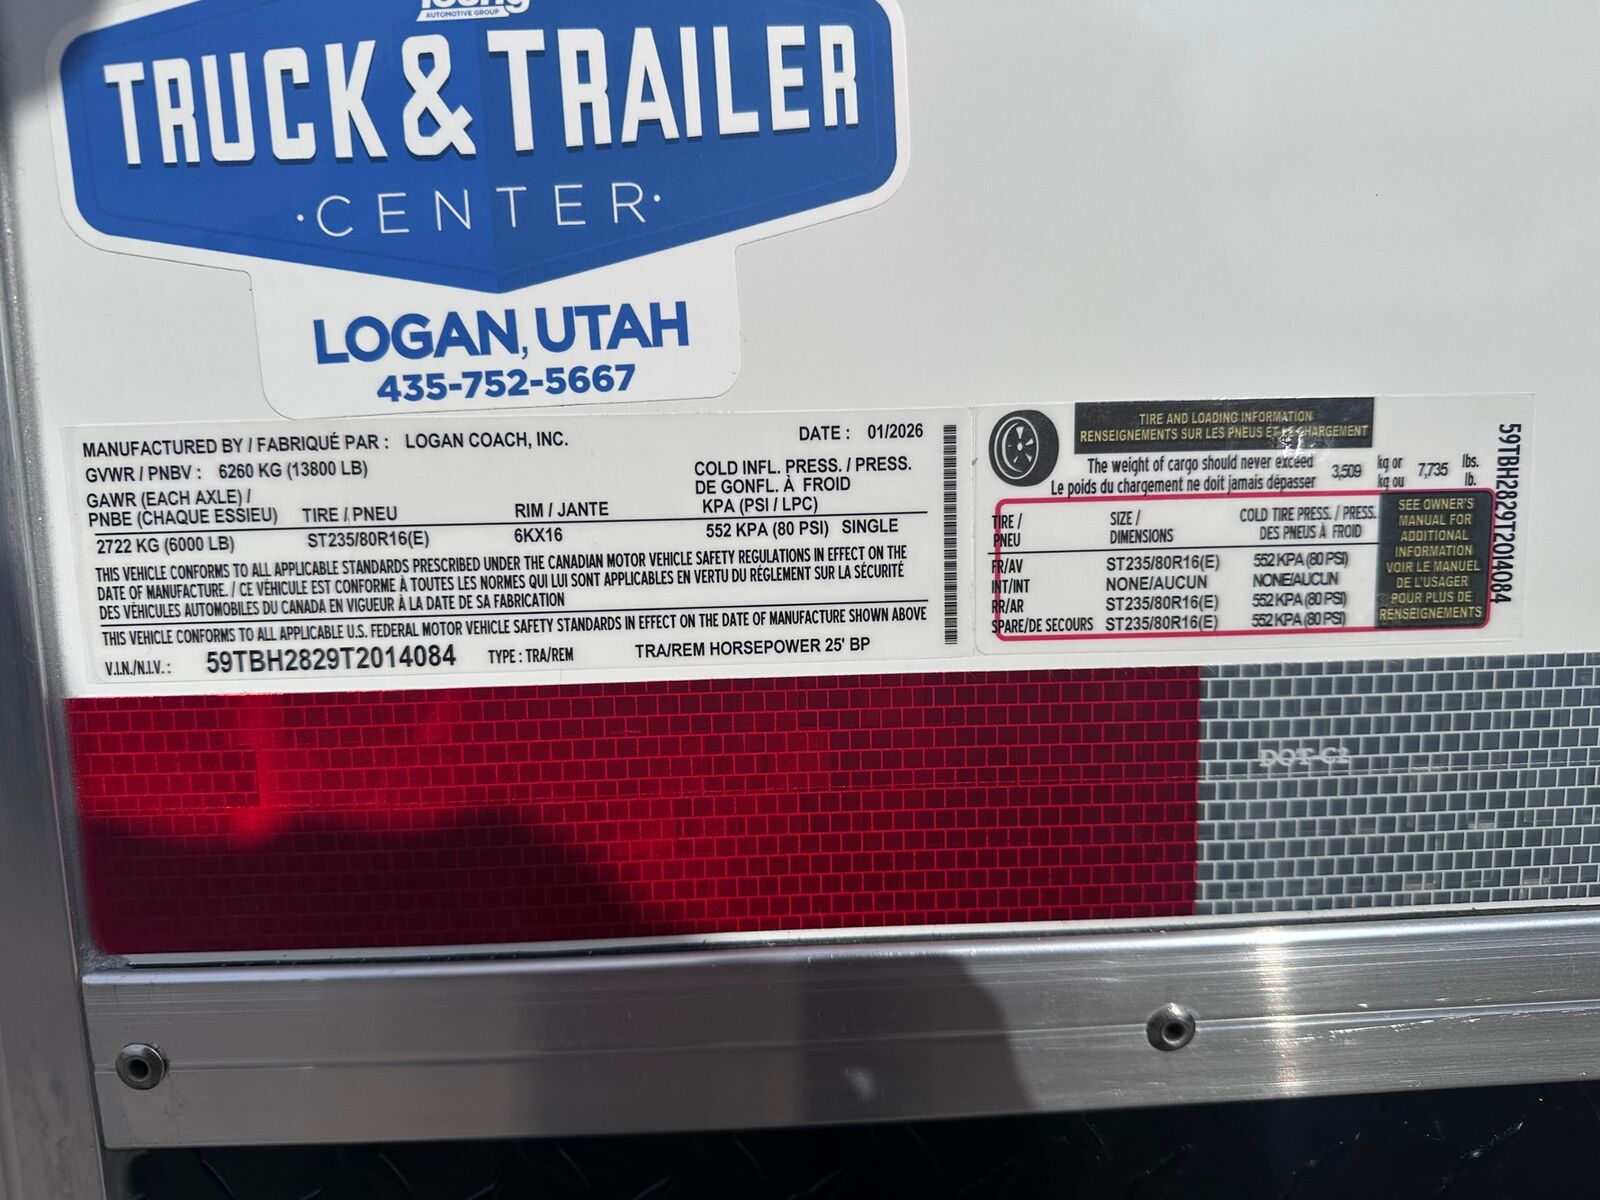 Young
AUTOMOTIVE GROUP
TRUCK & TRAILER
·CENTER·
LOGAN, UTAH
435-752-5667
MANUFACTURED BY / FABRIQUÉ PAR : LOGAN COACH, INC. DATE : 01/2026
GVWR / PNBV : 6260 KG (13800 LB)
COLD INFL. PRESS. / PRESS.
DE GONFL. À FROID
KPA (PSI / LPC)
GAWR (EACH AXLE) /
PNBE (CHAQUE ESSIEU) TIRE / PNEU RIM / JANTE
2722 KG (6000 LB) ST235/80R16(E) 6KX16 552 KPA (80 PSI) SINGLE
THIS VEHICLE CONFORMS TO ALL APPLICABLE STANDARDS PRESCRIBED UNDER THE CANADIAN MOTOR VEHICLE SAFETY REGULATIONS IN EFFECT ON THE
DATE OF MANUFACTURE. / CE VÉHICULE EST CONFORME À TOUTES LES NORMES QUI LUI SONT APPLICABLES EN VERTU DU RÉGLEMENT SUR LA SÉCURITÉ
DES VÉHICULES AUTOMOBILES DU CANADA EN VIGUEUR À LA DATE DE SA FABRICATION
THIS VEHICLE CONFORMS TO ALL APPLICABLE U.S. FEDERAL MOTOR VEHICLE SAFETY STANDARDS IN EFFECT ON THE DATE OF MANUFACTURE SHOWN ABOVE
V.I.N./N.I.V.: 59TBH2829T2014084 TYPE : TRA/REM TRA/REM HORSEPOWER 25' BP
TIRE AND LOADING INFORMATION
RENSEIGNEMENTS SUR LES PNEUS ET LE CHARGEMENT
The weight of cargo should never exceed 3,509 kg or 7,735 lbs.
Le poids du chargement ne doit jamais dépasser kg ou lb.
TIRE / SIZE / COLD TIRE PRESS. / PRESS.
PNEU DIMENSIONS DES PNEUS À FROID
FR/AV ST235/80R16(E) 552 KPA (80 PSI)
INT/INT NONE/AUCUN NONE/AUCUN
RR/AR ST235/80R16(E) 552 KPA (80 PSI)
SPARE/DE SECOURS ST235/80R16(E) 552 KPA (80 PSI)
SEE OWNER'S
MANUAL FOR
ADDITIONAL
INFORMATION
VOIR LE MANUEL
DE L'USAGER
POUR PLUS DE
RENSEIGNEMENTS
59TBH2829T2014084
DOT-C2